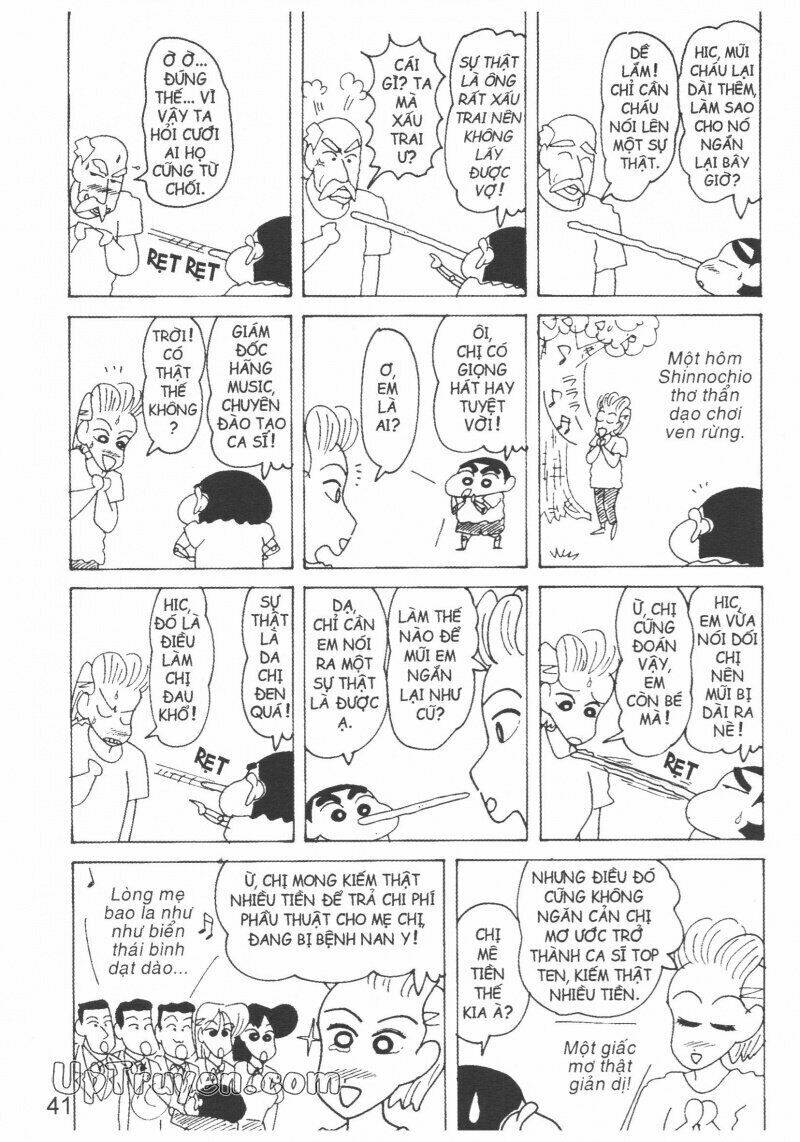 HIC, MŨI
CHÁU LẠI
DÀI THÊM,
LÀM SAO
CHO NÓ
NGẮN
LẠI BÂY
GIỜ?
DỄ
LẮM!
CHỈ CẦN
CHÁU
NÓI LÊN
MỘT SỰ
THẬT.
SỰ THẬT
LÀ ÔNG
RẤT XẤU
TRAI NÊN
KHÔNG
LẤY
ĐƯỢC
VỢ!
CÁI
GÌ? TA
MÀ
XẤU
TRAI
Ư?
Ờ Ờ...
ĐÚNG
THẾ... VÌ
VẬY TA
HỎI CƯỚI
AI HỌ
CŨNG TỪ
CHỐI.
RẸT RẸT
Một hôm
Shinnochio
thơ thẩn
dạo chơi
ven rừng.
ÔI,
CHỊ CÓ
GIỌNG
HÁT HAY
TUYỆT
VỜI!
Ơ,
EM
LÀ AI?
GIÁM
ĐỐC
HÃNG
MUSIC,
CHUYÊN
ĐÀO TẠO
CA SĨ!
TRỜI!
CÓ
THẬT
THẾ
KHÔNG
?
HIC,
EM VỪA
NÓI DỐI
CHỊ
NÊN
MŨI BỊ
DÀI RA
NÈ!
Ừ, CHỊ
CŨNG
ĐOÁN
VẬY,
EM
CÒN BÉ
MÀ!
RẸT
LÀM THẾ
NÀO ĐỂ
MŨI EM
NGẮN
LẠI NHƯ
CŨ?
DẠ,
CHỈ CẦN
EM NÓI
RA MỘT
SỰ THẬT
LÀ ĐƯỢC
Ạ.
SỰ
THẬT
LÀ
DA
CHỊ
ĐEN
QUÁ!
HIC,
ĐÓ LÀ
ĐIỀU
LÀM
CHỊ
ĐAU
KHỔ!
RẸT
NHƯNG ĐIỀU ĐÓ
CŨNG KHÔNG
NGĂN CẢN CHỊ
MƠ ƯỚC TRỞ
THÀNH CA SĨ TOP
TEN, KIẾM THẬT
NHIỀU TIỀN.
CHỊ
MÊ
TIỀN
THẾ
KIA À?
Một giấc
mơ thật
giản dị!
Ừ, CHỊ MONG KIẾM THẬT
NHIỀU TIỀN ĐỂ TRẢ CHI PHÍ
PHẪU THUẬT CHO MẸ CHỊ,
ĐANG BỊ BỆNH NAN Y!
Lòng mẹ
bao la như
như biển
thái bình
dạt dào...
UpTruyen.com
41